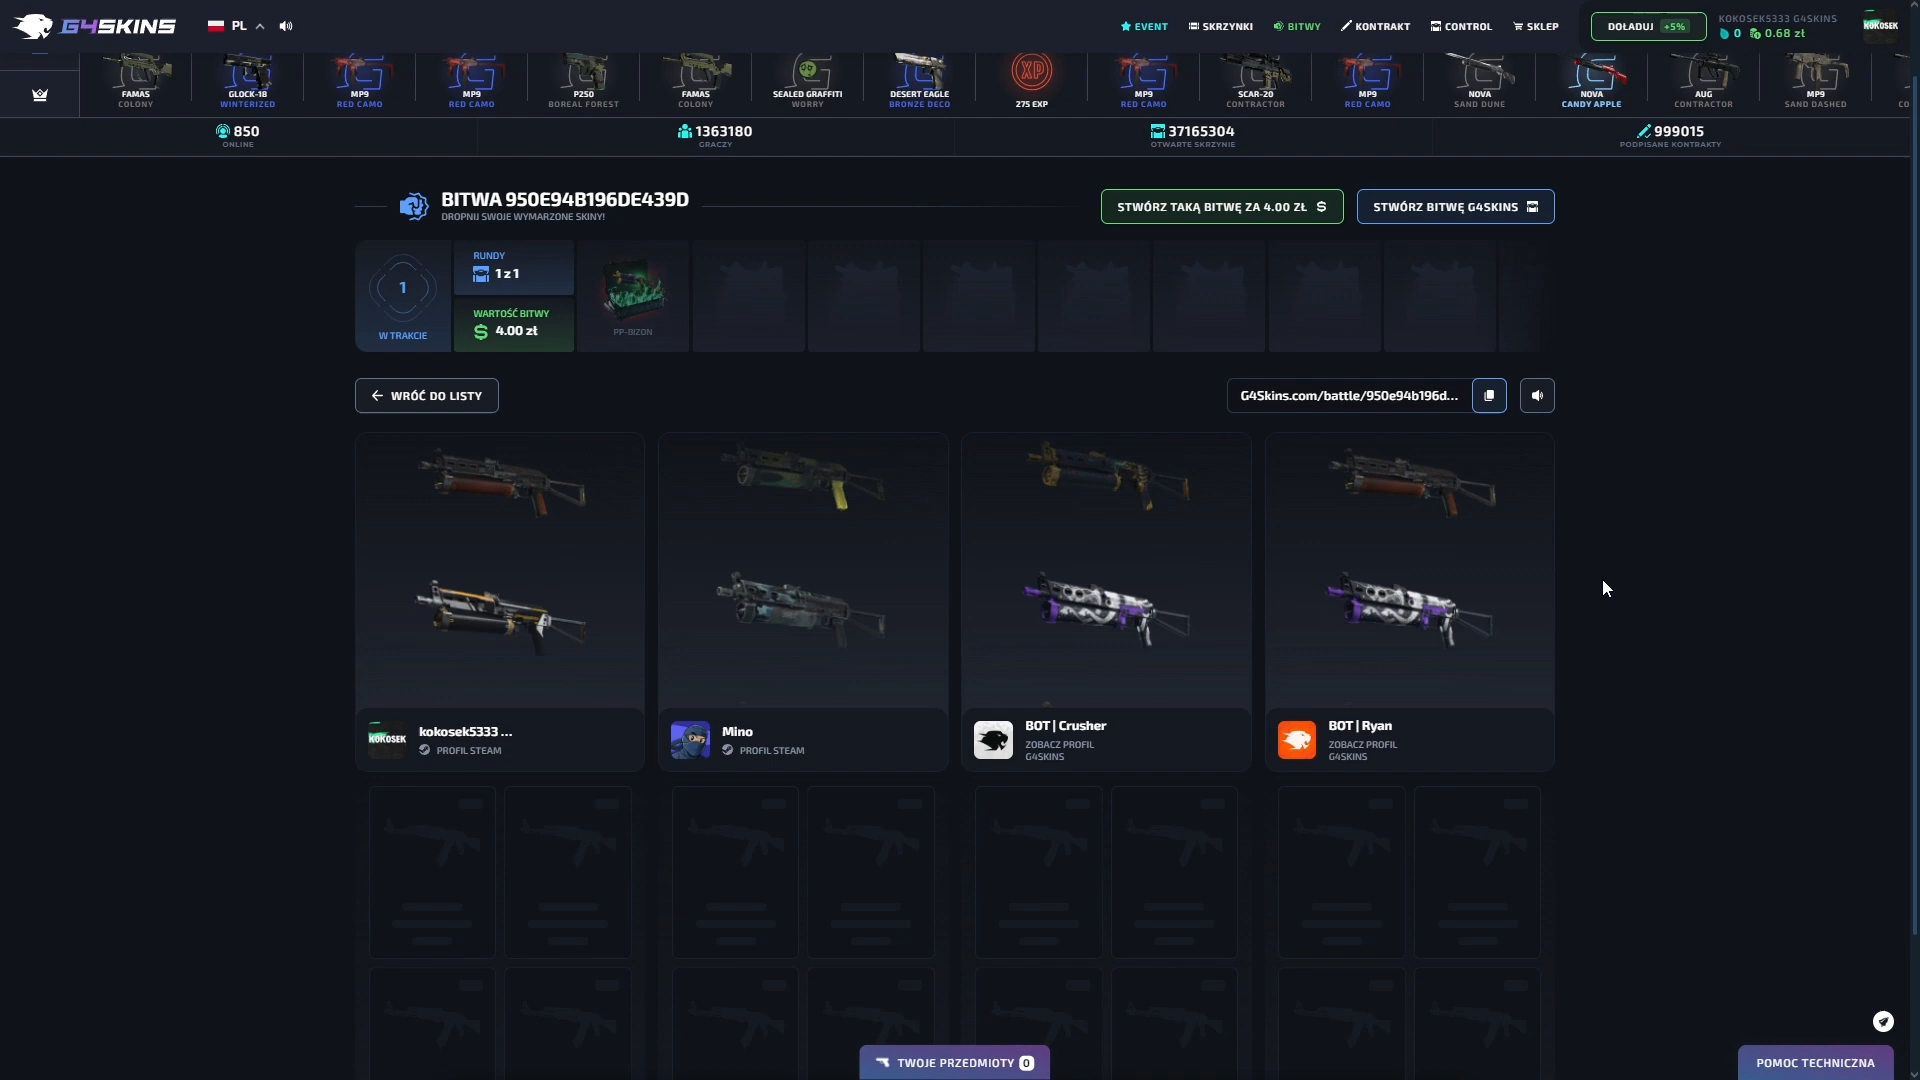 G4SKINS
PL
EVENT
SKRZYNKI
BITWY
KONTRAKT
CONTROL
SKLEP
DOŁADUJ +5%
KOKOSEK5333 G4SKINS
0 0.68 zł
KOKOSEK
FAMAS
COLONY
GLOCK-18
WINTERIZED
MP9
RED CAMO
MP9
RED CAMO
P250
BOREAL FOREST
FAMAS
COLONY
SEALED GRAFFITI
WORRY
DESERT EAGLE
BRONZE DECO
XP
275 EXP
MP9
RED CAMO
SCAR-20
CONTRACTOR
MP9
RED CAMO
NOVA
SAND DUNE
NOVA
CANDY APPLE
AUG
CONTRACTOR
MP9
SAND DASHED
CO
850
ONLINE
1363180
GRACZY
37165304
OTWARTE SKRZYNIE
999015
PODPISANE KONTRAKTY
BITWA 950E94B196DE439D
DROPNIJ SWOJE WYMARZONE SKINY!
STWÓRZ TAKĄ BITWĘ ZA 4.00 ZŁ $
STWÓRZ BITWĘ G4SKINS
1
W TRAKCIE
RUNDY
1 z 1
WARTOŚĆ BITWY
$ 4.00 zł
PP-BIZON
WRÓĆ DO LISTY
G4Skins.com/battle/950e94b196d...
KOKOSEK
kokosek5333 ...
PROFIL STEAM
Mino
PROFIL STEAM
BOT | Crusher
ZOBACZ PROFIL
G4SKINS
BOT | Ryan
ZOBACZ PROFIL
G4SKINS
TWOJE PRZEDMIOTY 0
POMOC TECHNICZNA